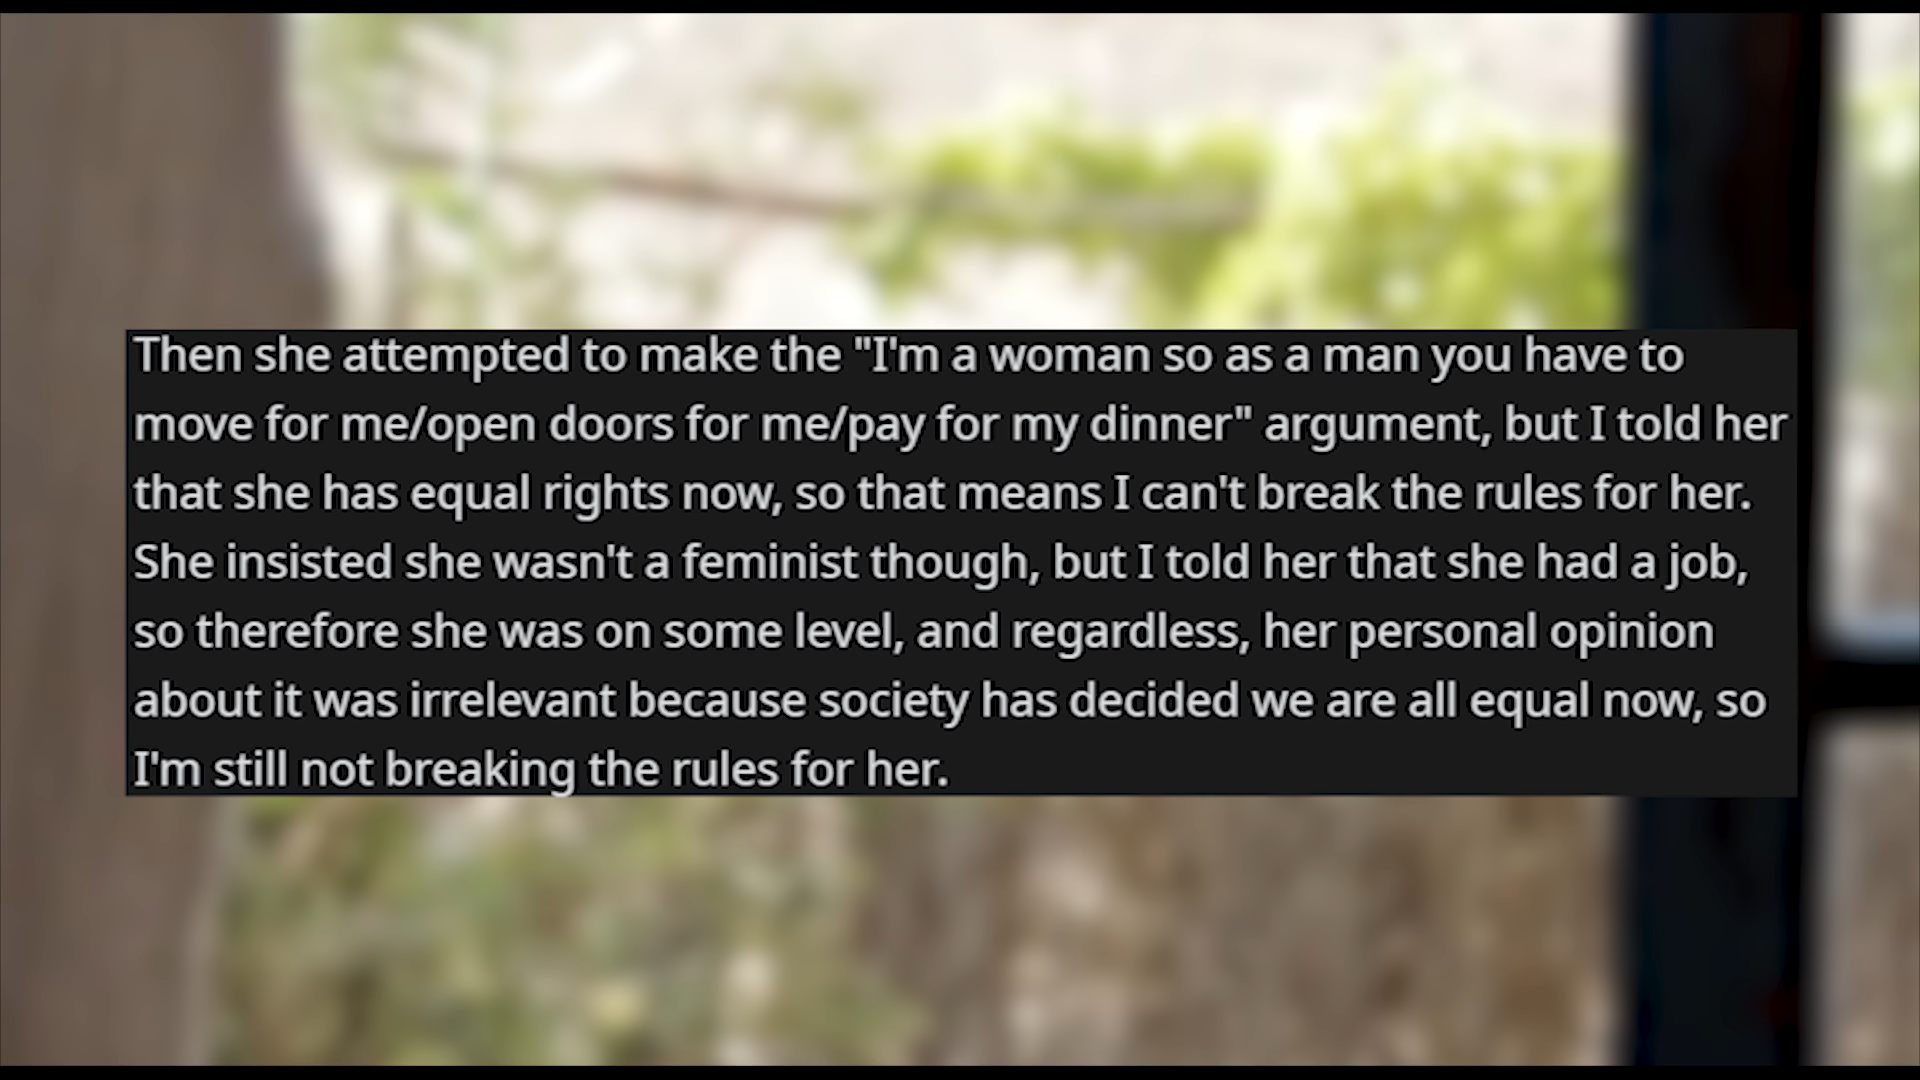 Then she attempted to make the "I'm a woman so as a man you have to
move for me/open doors for me/pay for my dinner" argument, but I told her
that she has equal rights now, so that means I can't break the rules for her.
She insisted she wasn't a feminist though, but I told her that she had a job,
so therefore she was on some level, and regardless, her personal opinion
about it was irrelevant because society has decided we are all equal now, so
I'm still not breaking the rules for her.